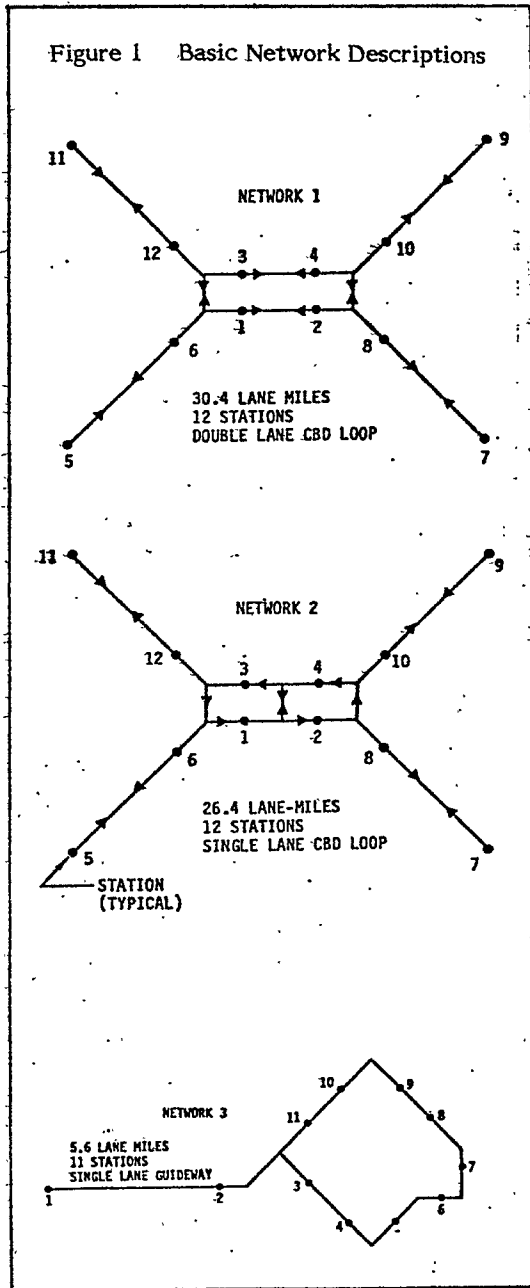 Figure 1 Basic Network Descriptions
11
9
NETWORK 1
12
3
4
10
1
2
6
8
30.4 LANE MILES
12 STATIONS
DOUBLE LANE CBD LOOP
5
7
11
9
NETWORK 2
12
3
4
10
1
2
6
8
26.4 LANE-MILES
12 STATIONS
SINGLE LANE CBD LOOP
5
7
STATION
(TYPICAL)
10
9
NETWORK 3
11
8
5.6 LANE MILES
11 STATIONS
SINGLE LANE GUIDEWAY
7
1
2
3
6
4